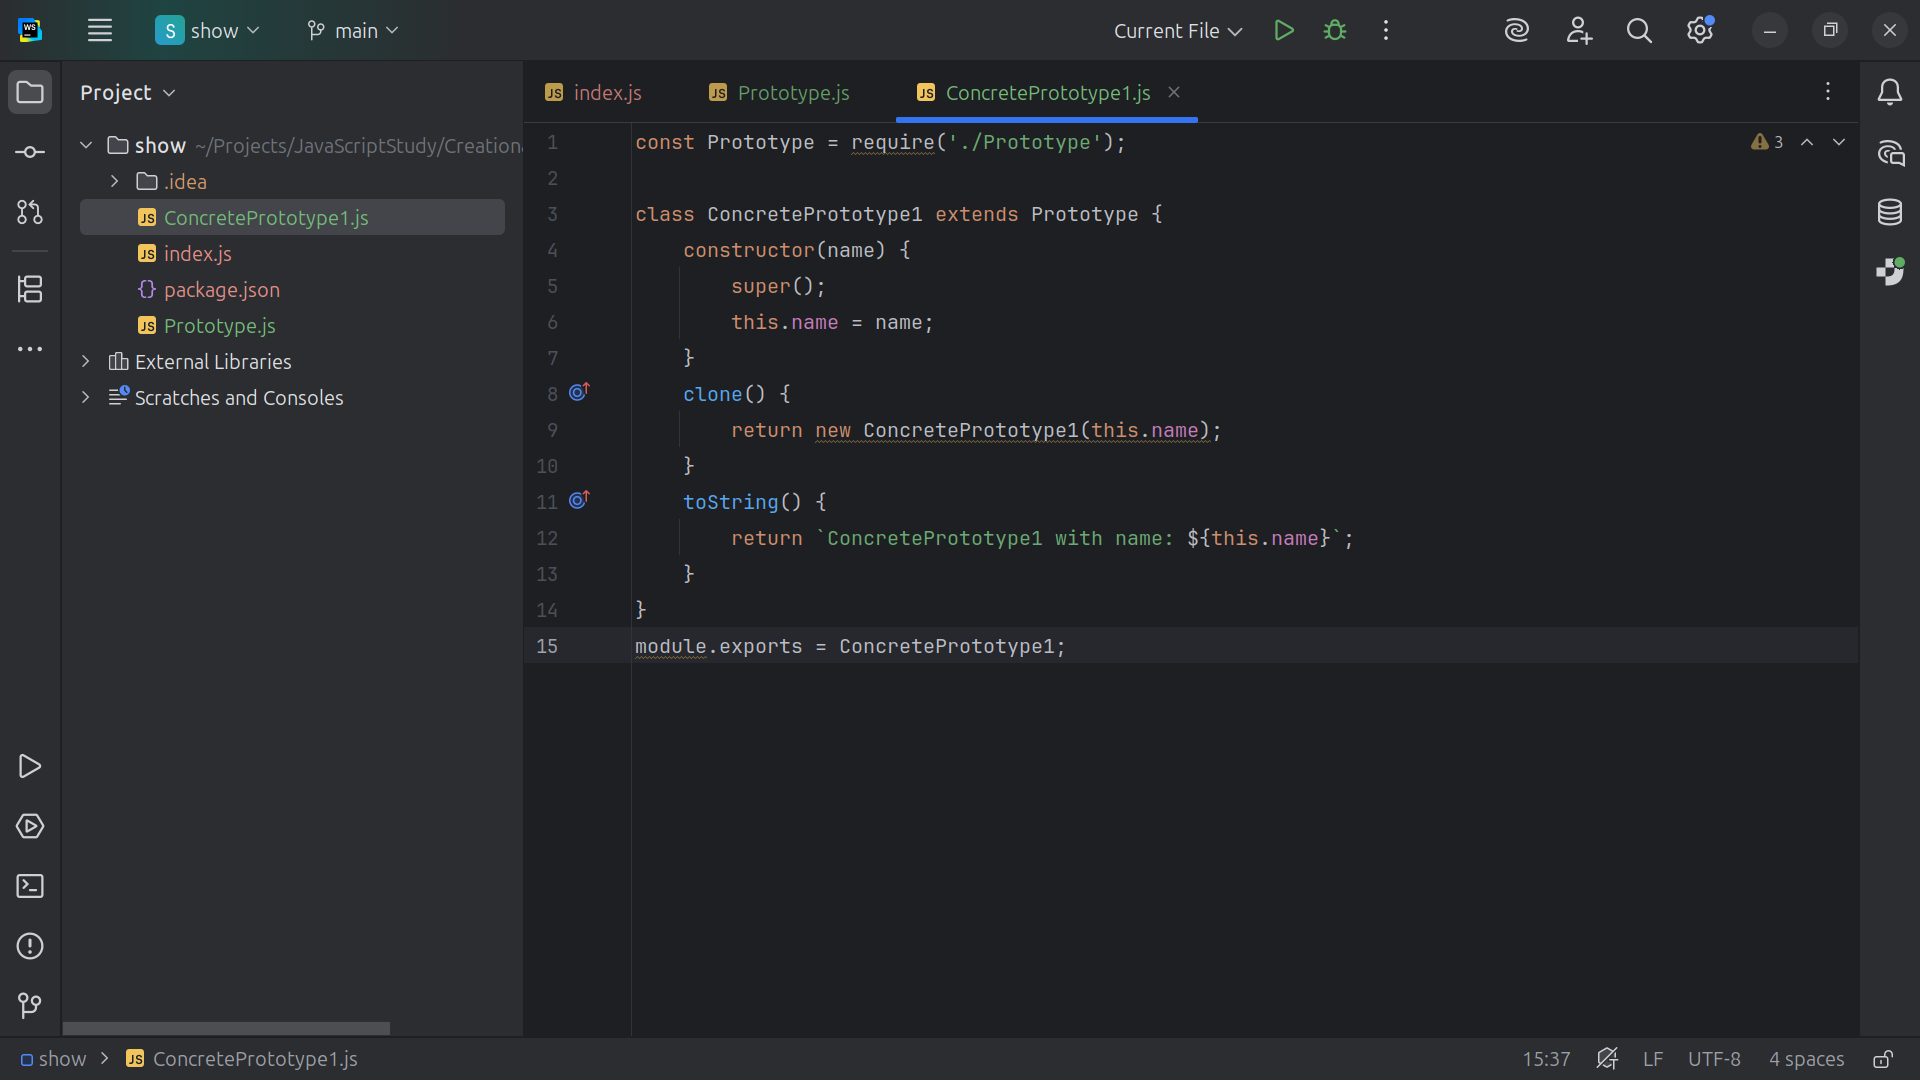 WS
S show
main
Current File
Project
index.js
Prototype.js
ConcretePrototype1.js
show ~/Projects/JavaScriptStudy/Creation
.idea
ConcretePrototype1.js
index.js
package.json
Prototype.js
External Libraries
Scratches and Consoles
3
1 const Prototype = require('./Prototype');
2
3 class ConcretePrototype1 extends Prototype {
4     constructor(name) {
5         super();
6         this.name = name;
7     }
8     clone() {
9         return new ConcretePrototype1(this.name);
10     }
11     toString() {
12         return `ConcretePrototype1 with name: ${this.name}`;
13     }
14 }
15 module.exports = ConcretePrototype1;
show > JS ConcretePrototype1.js
15:37 LF UTF-8 4 spaces